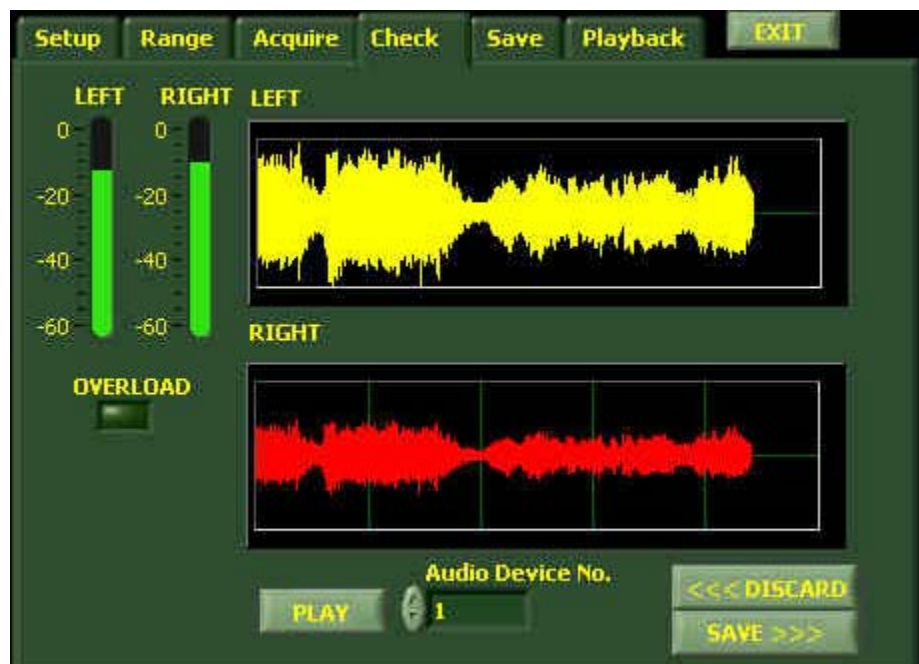 Setup Range Acquire Check Save Playback EXIT
LEFT RIGHT LEFT
0 0
-20 -20
-40 -40
-60 -60
RIGHT
OVERLOAD
Audio Device No.
PLAY 1
<<< DISCARD
SAVE >>>